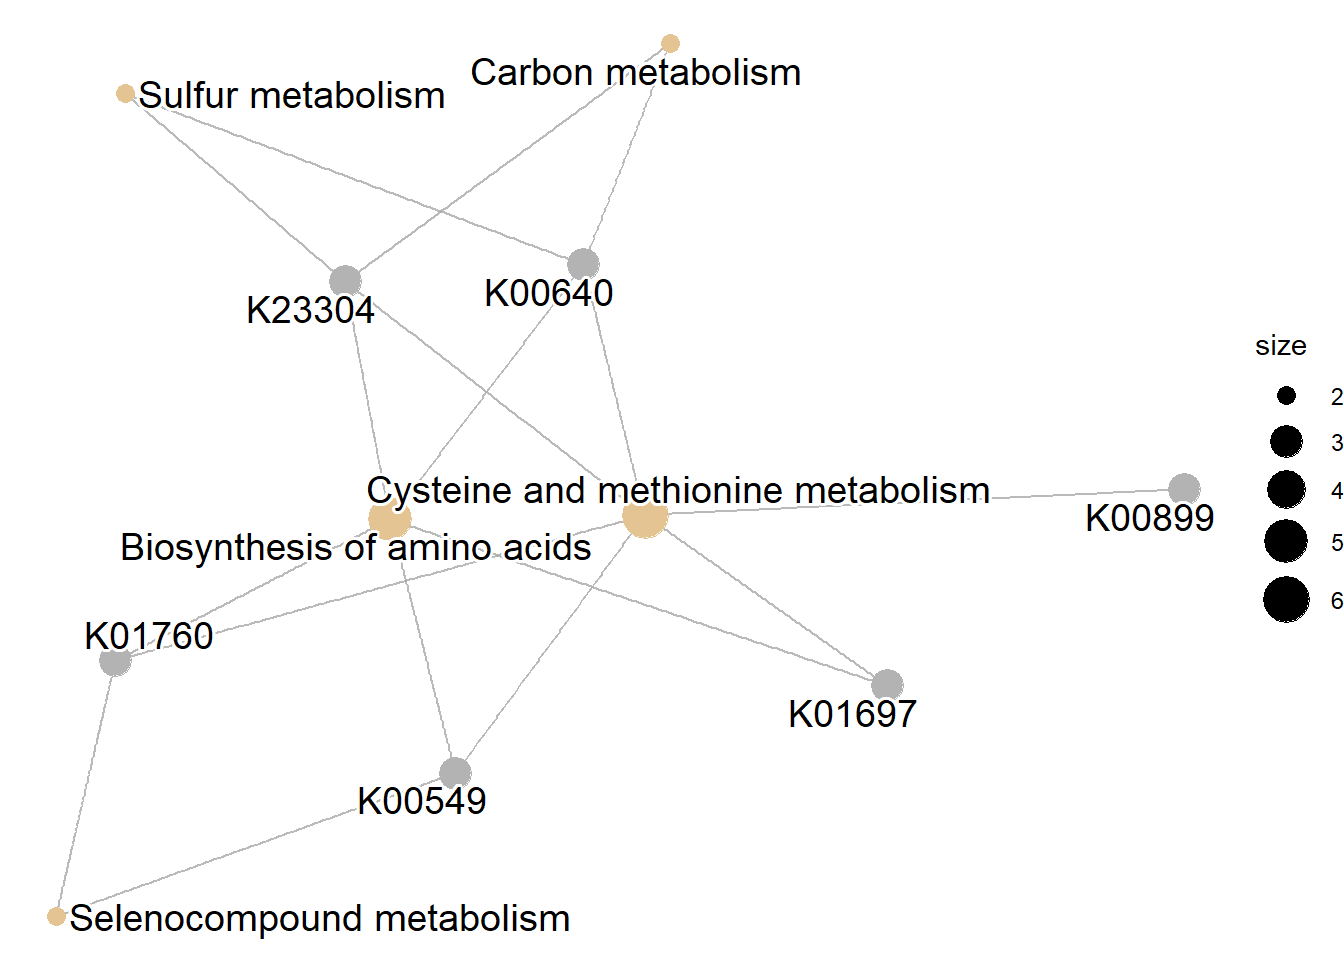 Carbon metabolism
Sulfur metabolism
K23304
K00640
Cysteine and methionine metabolism
K00899
Biosynthesis of amino acids
K01760
K01697
K00549
Selenocompound metabolism
size
2
3
4
5
6